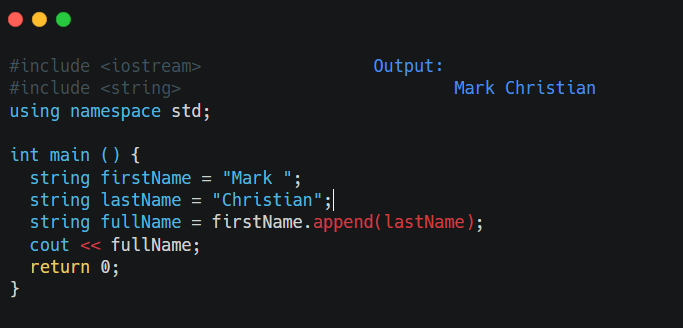 #include <iostream>
Output:
#include <string>
Mark Christian
using namespace std;
int main () {
string firstName = "Mark ";
string lastName = "Christian";
string fullName = firstName.append(lastName);
cout << fullName;
return 0;
}